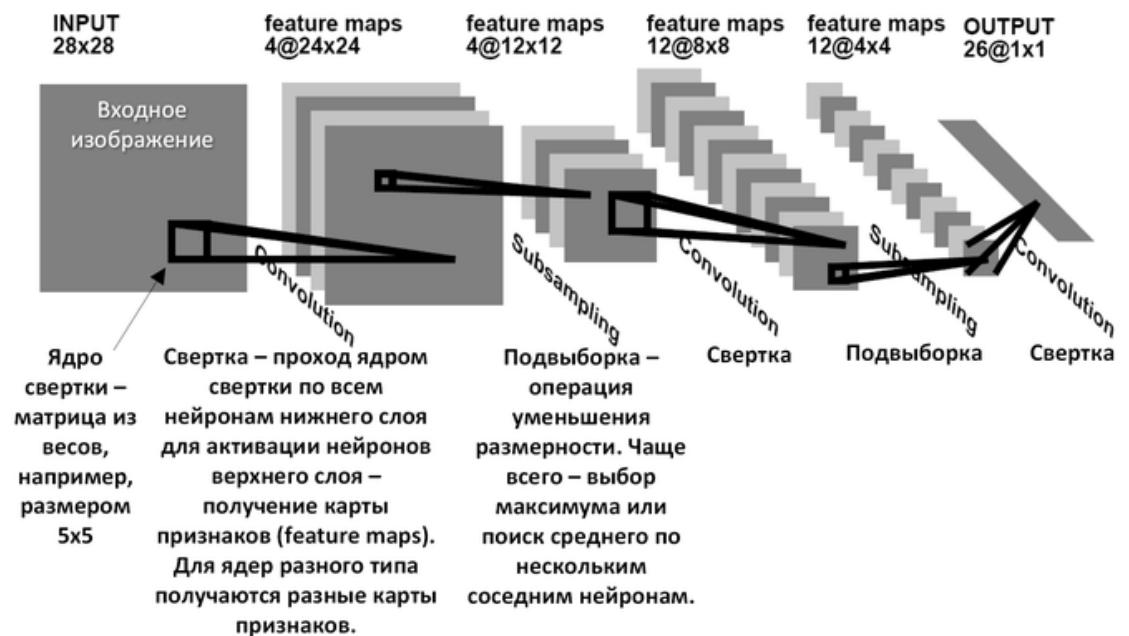 INPUT
28x28
feature maps
4@24x24
feature maps
4@12x12
feature maps
12@8x8
feature maps
12@4x4
OUTPUT
26@1x1
Входное
изображение
Convolution
Subsampling
Convolution
Subsampling
Convolution
Ядро
свертки –
матрица из
весов,
например,
размером
5x5
Свертка – проход ядром
свертки по всем
нейронам нижнего слоя
для активации нейронов
верхнего слоя –
получение карты
признаков (feature maps).
Для ядер разного типа
получаются разные карты
признаков.
Подвыборка –
операция
уменьшения
размерности. Чаще
всего – выбор
максимума или
поиск среднего по
нескольким
соседним нейронам.
Свертка
Подвыборка
Свертка